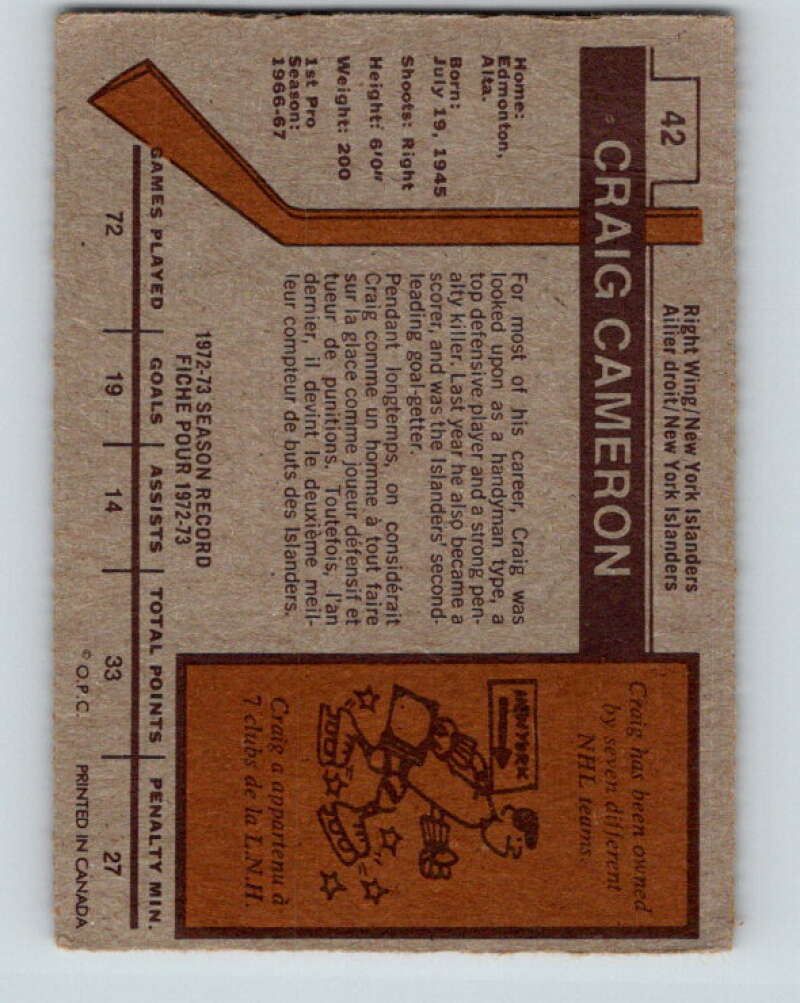 42
Right Wing/New York Islanders
Ailier droit/New York Islanders
CRAIG CAMERON
Home:
Edmonton,
Alta.
Born:
July 19, 1945
Shoots: Right
Height: 6'0"
Weight: 200
1st Pro
Season:
1966-67
For most of his career, Craig was
looked upon as a handyman type, a
top defensive player and a strong pen-
alty killer. Last year he also became a
scorer, and was the Islanders' second-
leading goal-getter.
Pendant longtemps, on considérait
Craig comme un homme à tout faire
sur la glace comme joueur défensif et
tueur de punitions. Toutefois, l'an
dernier, il devint le deuxième meil-
leur compteur de buts des Islanders.
Craig has been owned
by seven different
NHL teams.
NEW YORK
Craig a appartenu à
7 clubs de la L.N.H.
1972-73 SEASON RECORD
FICHE POUR 1972-73
GAMES PLAYED GOALS ASSISTS TOTAL POINTS PENALTY MIN.
72 19 14 33 27
© O.P.C. PRINTED IN CANADA